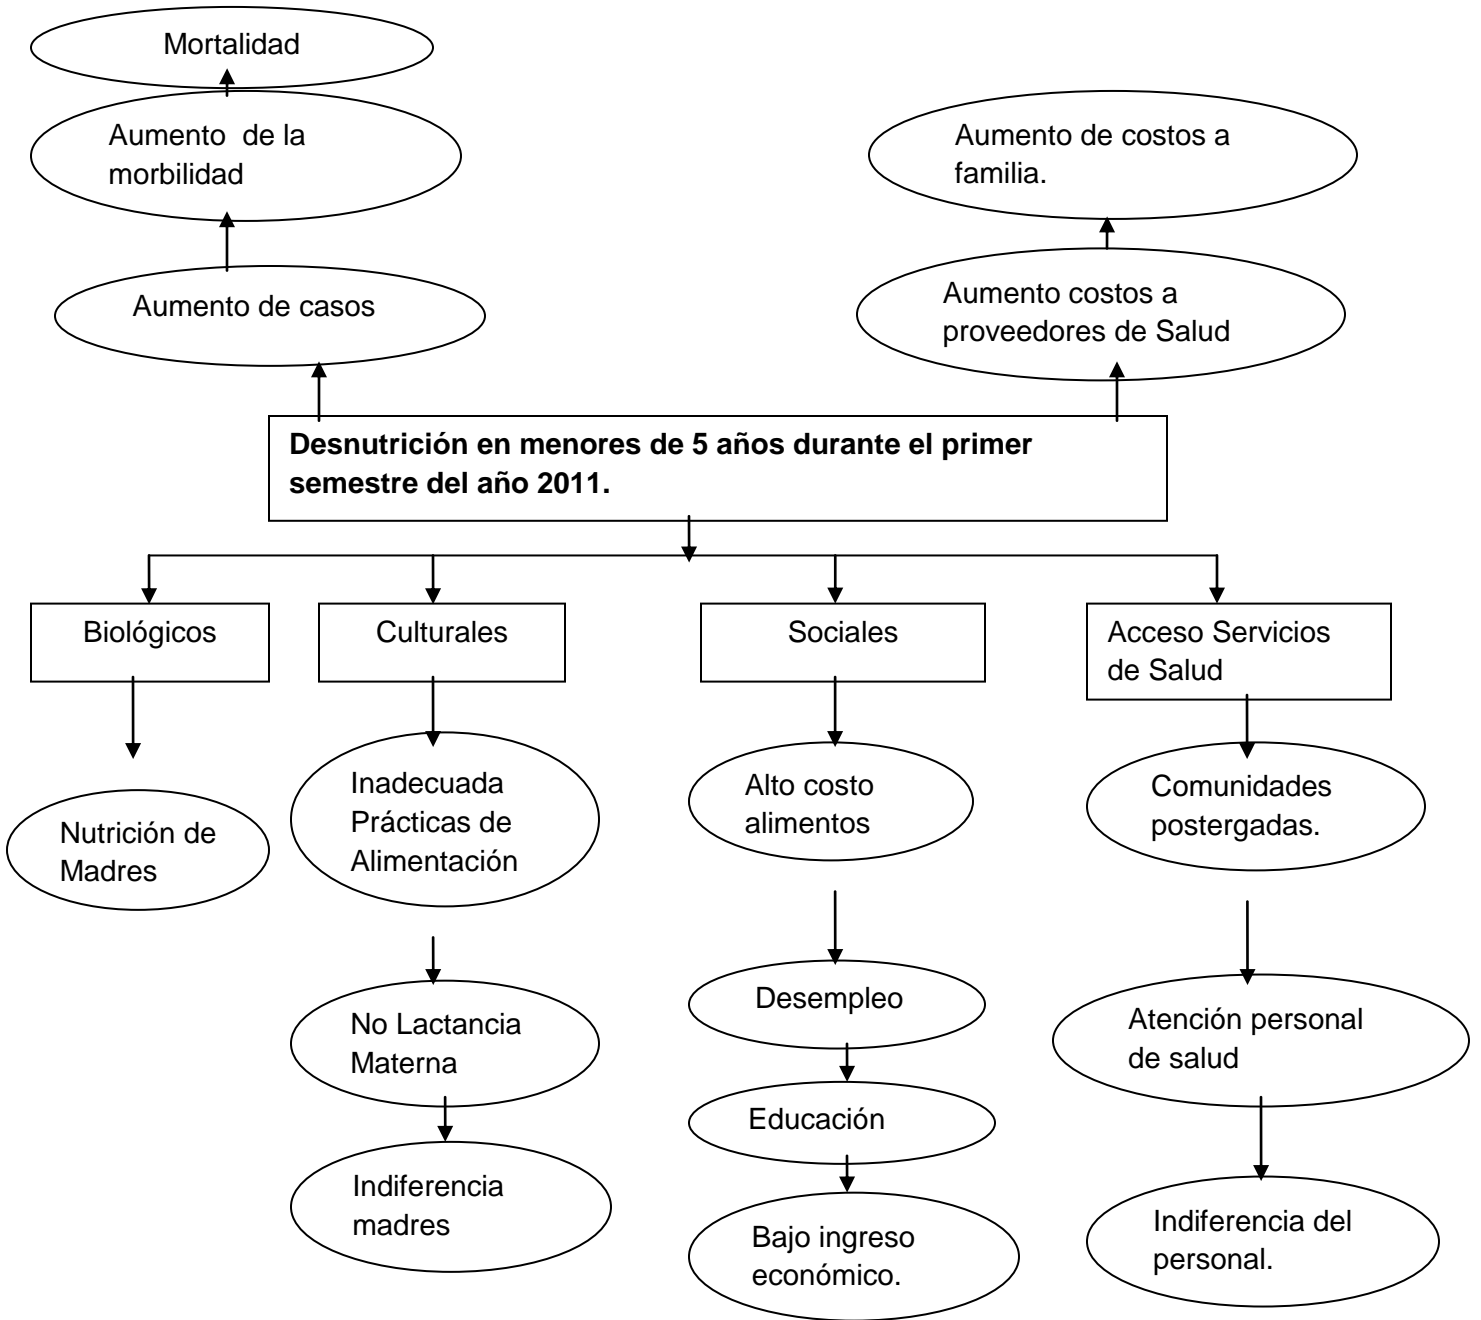 Mortalidad
Aumento de la
morbilidad
Aumento de costos a
familia.
Aumento de casos
Aumento costos a
proveedores de Salud
Desnutrición en menores de 5 años durante el primer
semestre del año 2011.
Biológicos
Culturales
Sociales
Acceso Servicios
de Salud
Nutrición de
Madres
Inadecuada
Prácticas de
Alimentación
Alto costo
alimentos
Comunidades
postergadas.
No Lactancia
Materna
Desempleo
Atención personal
de salud
Educación
Indiferencia
madres
Bajo ingreso
económico.
Indiferencia del
personal.